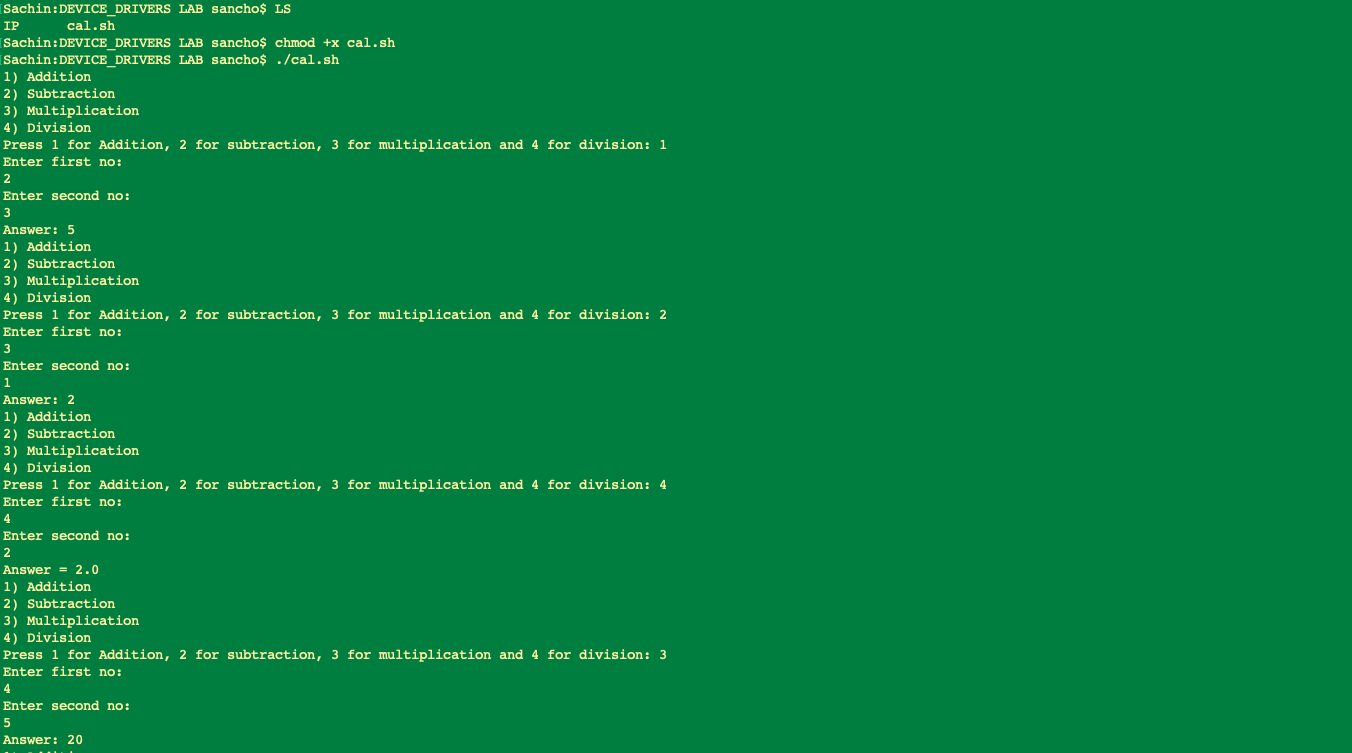 [Sachin:DEVICE_DRIVERS LAB sancho$ LS
IP      cal.sh
[Sachin:DEVICE_DRIVERS LAB sancho$ chmod +x cal.sh
[Sachin:DEVICE_DRIVERS LAB sancho$ ./cal.sh
1) Addition
2) Subtraction
3) Multiplication
4) Division
Press 1 for Addition, 2 for subtraction, 3 for multiplication and 4 for division: 1
Enter first no:
2
Enter second no:
3
Answer: 5
1) Addition
2) Subtraction
3) Multiplication
4) Division
Press 1 for Addition, 2 for subtraction, 3 for multiplication and 4 for division: 2
Enter first no:
3
Enter second no:
1
Answer: 2
1) Addition
2) Subtraction
3) Multiplication
4) Division
Press 1 for Addition, 2 for subtraction, 3 for multiplication and 4 for division: 4
Enter first no:
4
Enter second no:
2
Answer = 2.0
1) Addition
2) Subtraction
3) Multiplication
4) Division
Press 1 for Addition, 2 for subtraction, 3 for multiplication and 4 for division: 3
Enter first no:
4
Enter second no:
5
Answer: 20